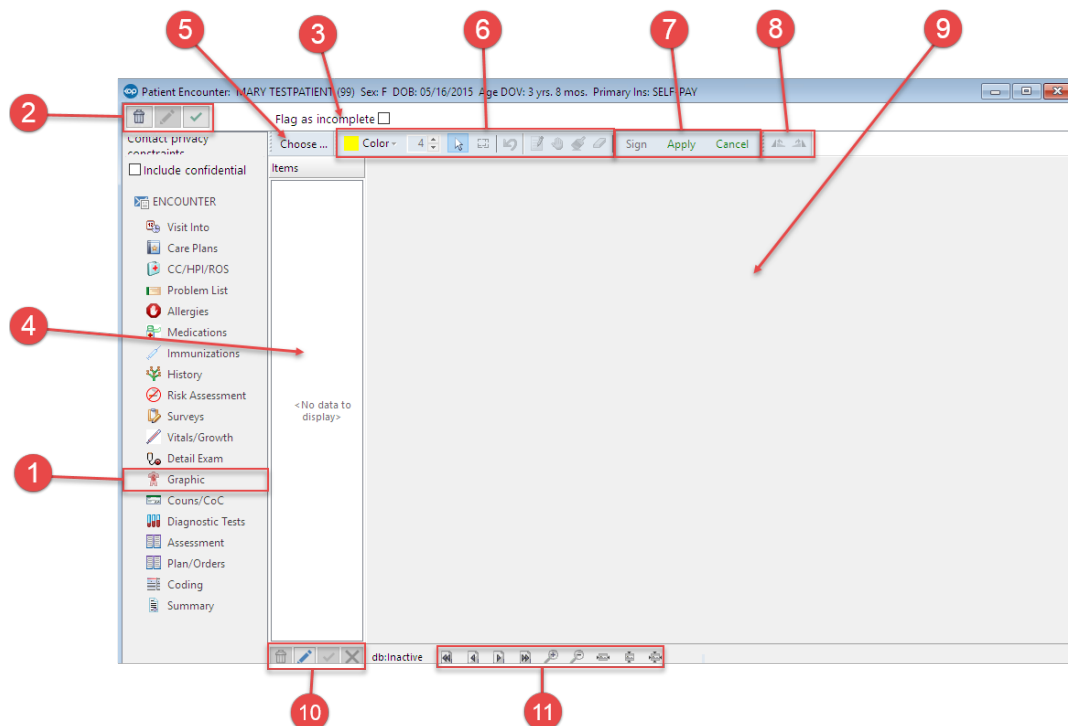 5
3
6
7
8
9
Patient Encounter: MARY TESTPATIENT (99) Sex: F DOB: 05/16/2015 Age DOV: 3 yrs. 8 mos. Primary Ins: SELF PAY
2
Flag as incomplete
Contact privacy
constraints
Choose ...
Color
4
Sign
Apply
Cancel
Include confidential
Items
ENCOUNTER
Visit Into
Care Plans
CC/HPI/ROS
Problem List
Allergies
4
Medications
Immunizations
History
Risk Assessment
<No data to
display>
Surveys
Vitals/Growth
Detail Exam
1
Graphic
Couns/CoC
Diagnostic Tests
Assessment
Plan/Orders
Coding
Summary
db:Inactive
10
11